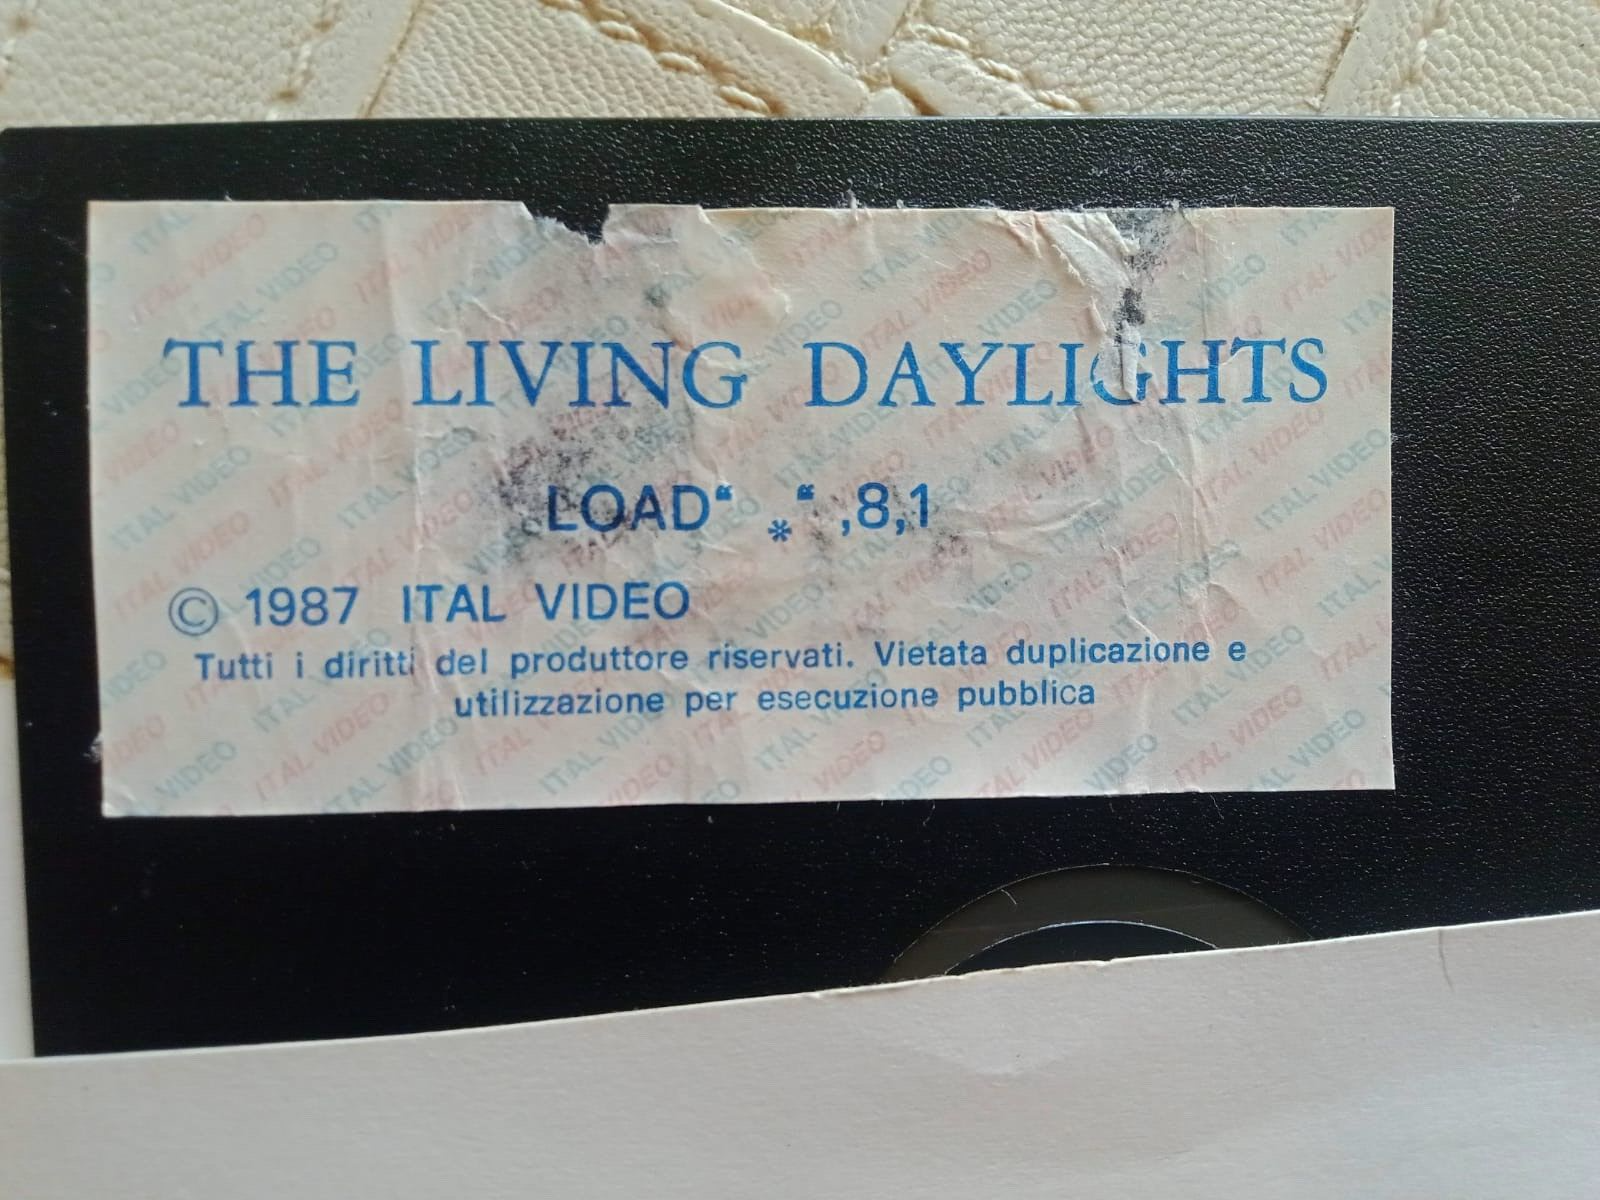 THE LIVING DAYLIGHTS
LOAD“ * “ ,8,1
© 1987 ITAL VIDEO
Tutti i diritti del produttore riservati. Vietata duplicazione e
utilizzazione per esecuzione pubblica